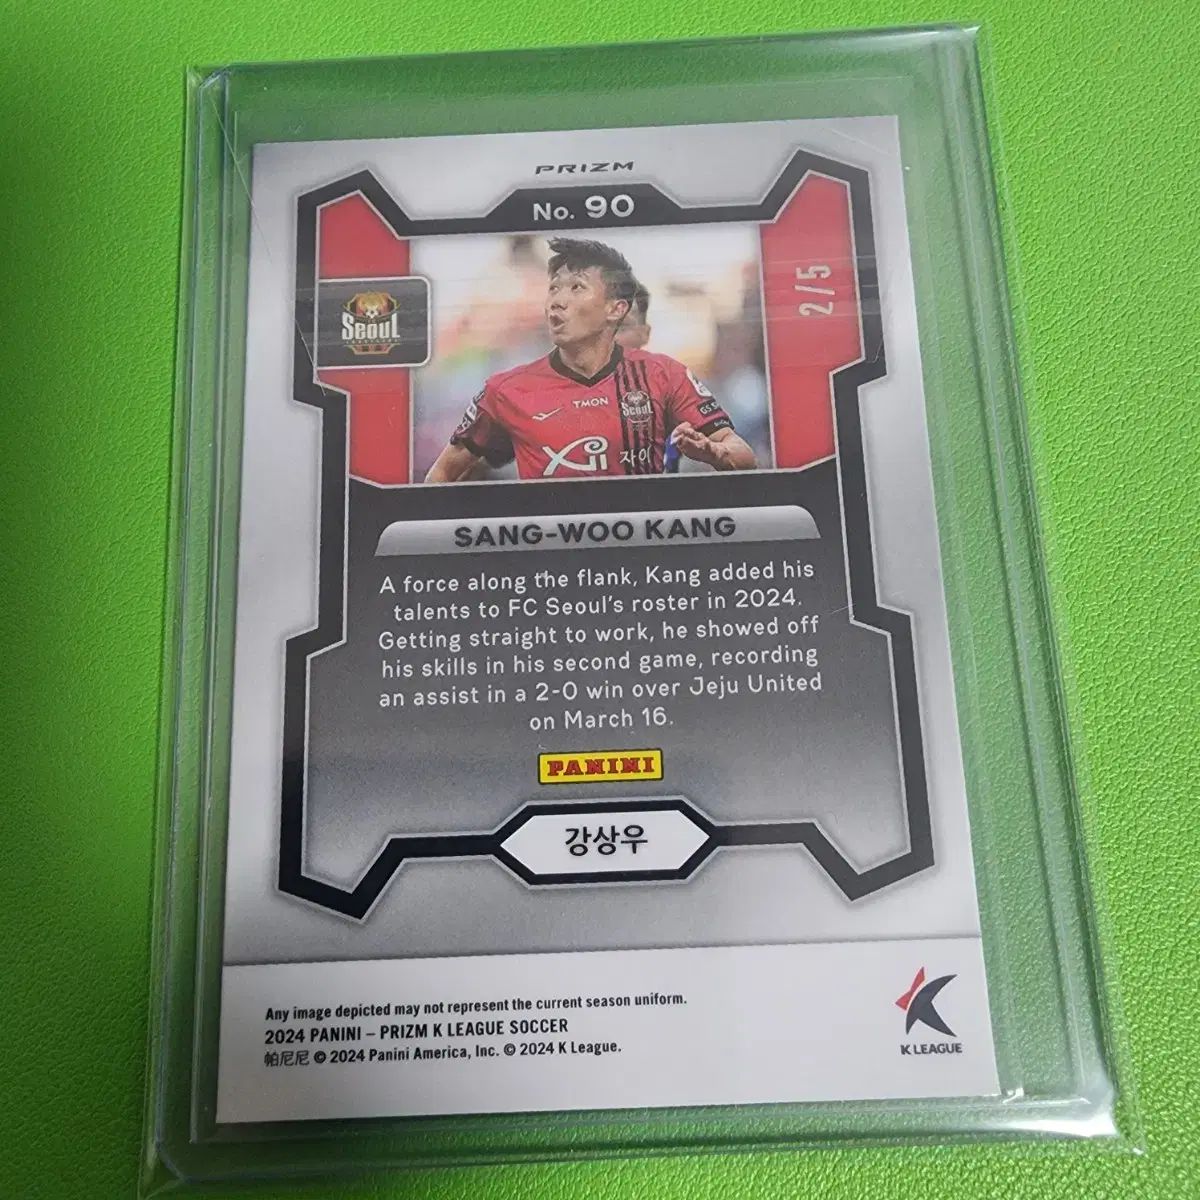 PRIZM
No. 90
2/5
Seoul
TMON
Seoul
GS
Xi 자이
SANG-WOO KANG
A force along the flank, Kang added his
talents to FC Seoul's roster in 2024.
Getting straight to work, he showed off
his skills in his second game, recording
an assist in a 2-0 win over Jeju United
on March 16.
PANINI
강상우
Any image depicted may not represent the current season uniform.
2024 PANINI – PRIZM K LEAGUE SOCCER
帕尼尼 © 2024 Panini America, Inc. © 2024 K League.
K LEAGUE